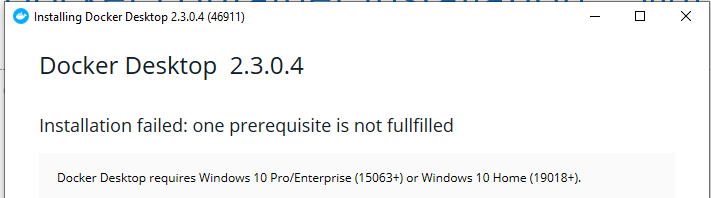 Installing Docker Desktop 2.3.0.4 (46911)
Docker Desktop 2.3.0.4
Installation failed: one prerequisite is not fullfilled
Docker Desktop requires Windows 10 Pro/Enterprise (15063+) or Windows 10 Home (19018+).